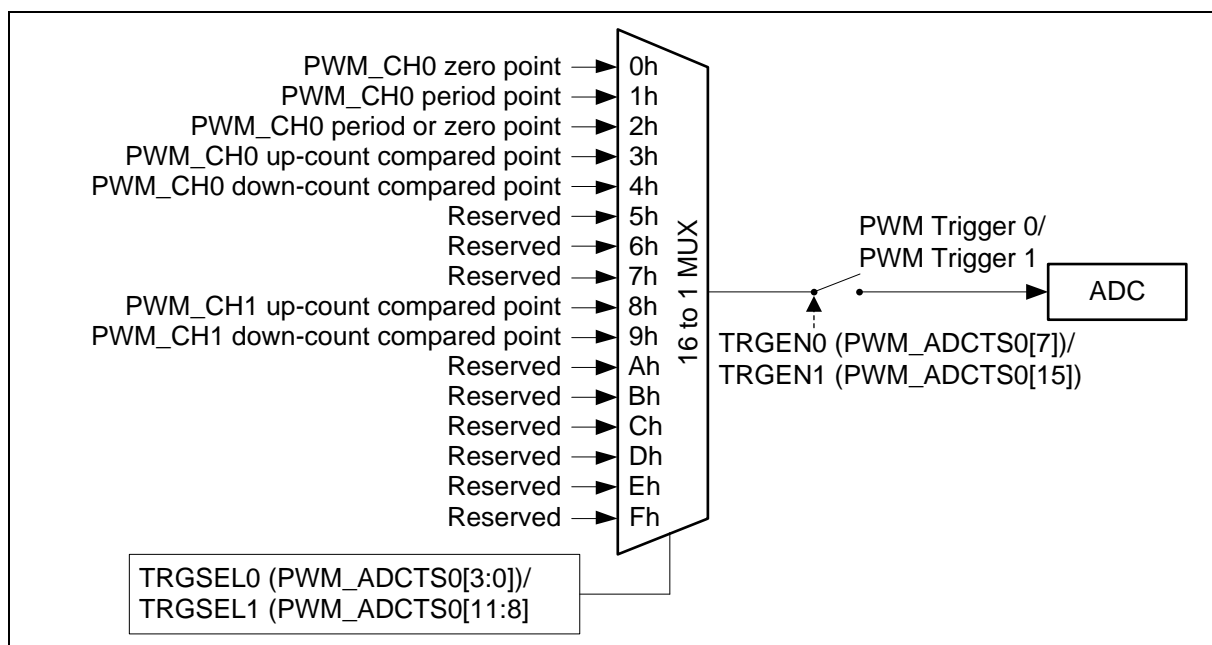 PWM_CH0 zero point 0h
PWM_CH0 period point 1h
PWM_CH0 period or zero point 2h
PWM_CH0 up-count compared point 3h
PWM_CH0 down-count compared point 4h
Reserved 5h
Reserved 6h
Reserved 7h
PWM_CH1 up-count compared point 8h
PWM_CH1 down-count compared point 9h
Reserved Ah
Reserved Bh
Reserved Ch
Reserved Dh
Reserved Eh
Reserved Fh
16 to 1 MUX
PWM Trigger 0/
PWM Trigger 1
ADC
TRGEN0 (PWM_ADCTS0[7])/
TRGEN1 (PWM_ADCTS0[15])
TRGSEL0 (PWM_ADCTS0[3:0])/
TRGSEL1 (PWM_ADCTS0[11:8]